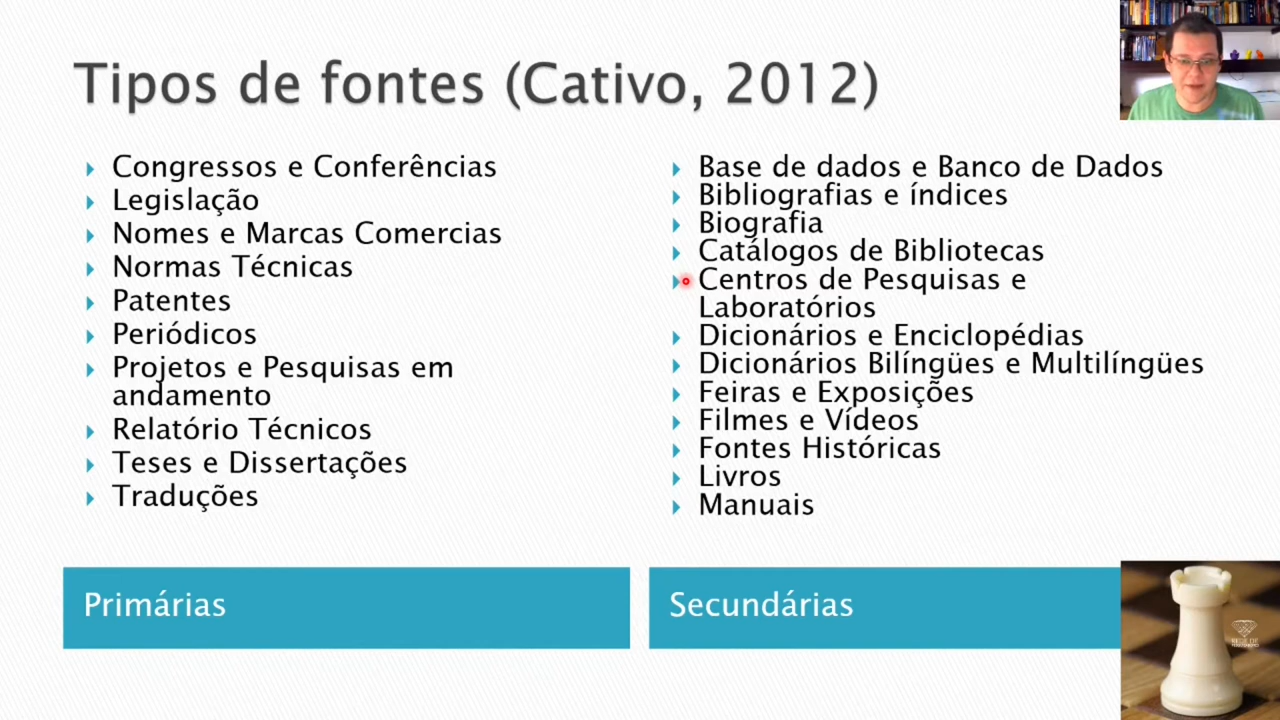 Tipos de fontes (Cativo, 2012)
Congressos e Conferências
Legislação
Nomes e Marcas Comercias
Normas Técnicas
Patentes
Periódicos
Projetos e Pesquisas em
andamento
Relatório Técnicos
Teses e Dissertações
Traduções
Primárias
Base de dados e Banco de Dados
Bibliografias e índices
Biografia
Catálogos de Bibliotecas
Centros de Pesquisas e
Laboratórios
Dicionários e Enciclopédias
Dicionários Bilíngües e Multilíngües
Feiras e Exposições
Filmes e Vídeos
Fontes Históricas
Livros
Manuais
Secundárias